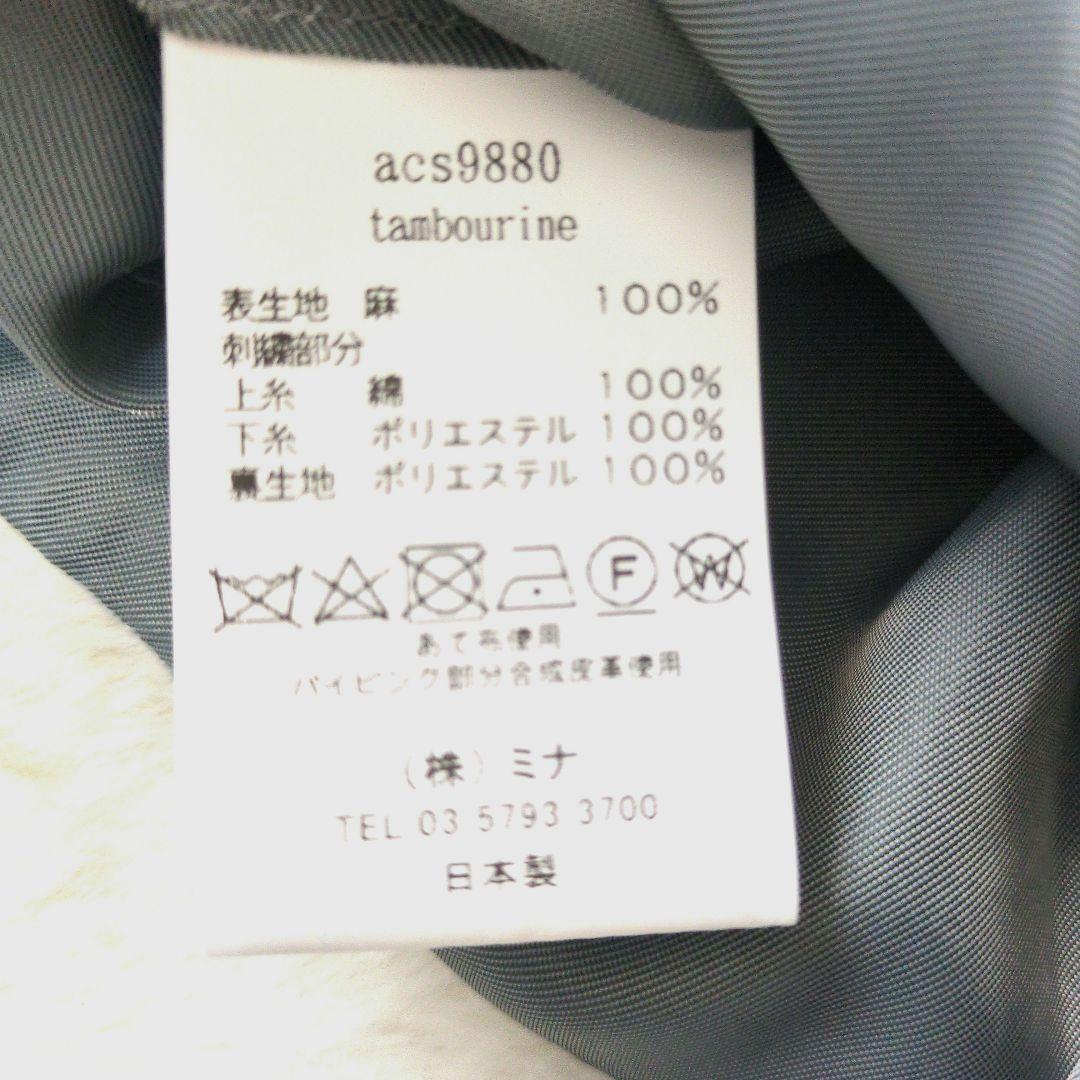 acs9880
tambourine
表生地 麻 100%
刺繍部分
上糸 綿 100%
下糸 ポリエステル 100%
裏生地 ポリエステル 100%
F W
あて布使用
パイピング部分合成皮革使用
(株)ミナ
TEL 03 5793 3700
日本製